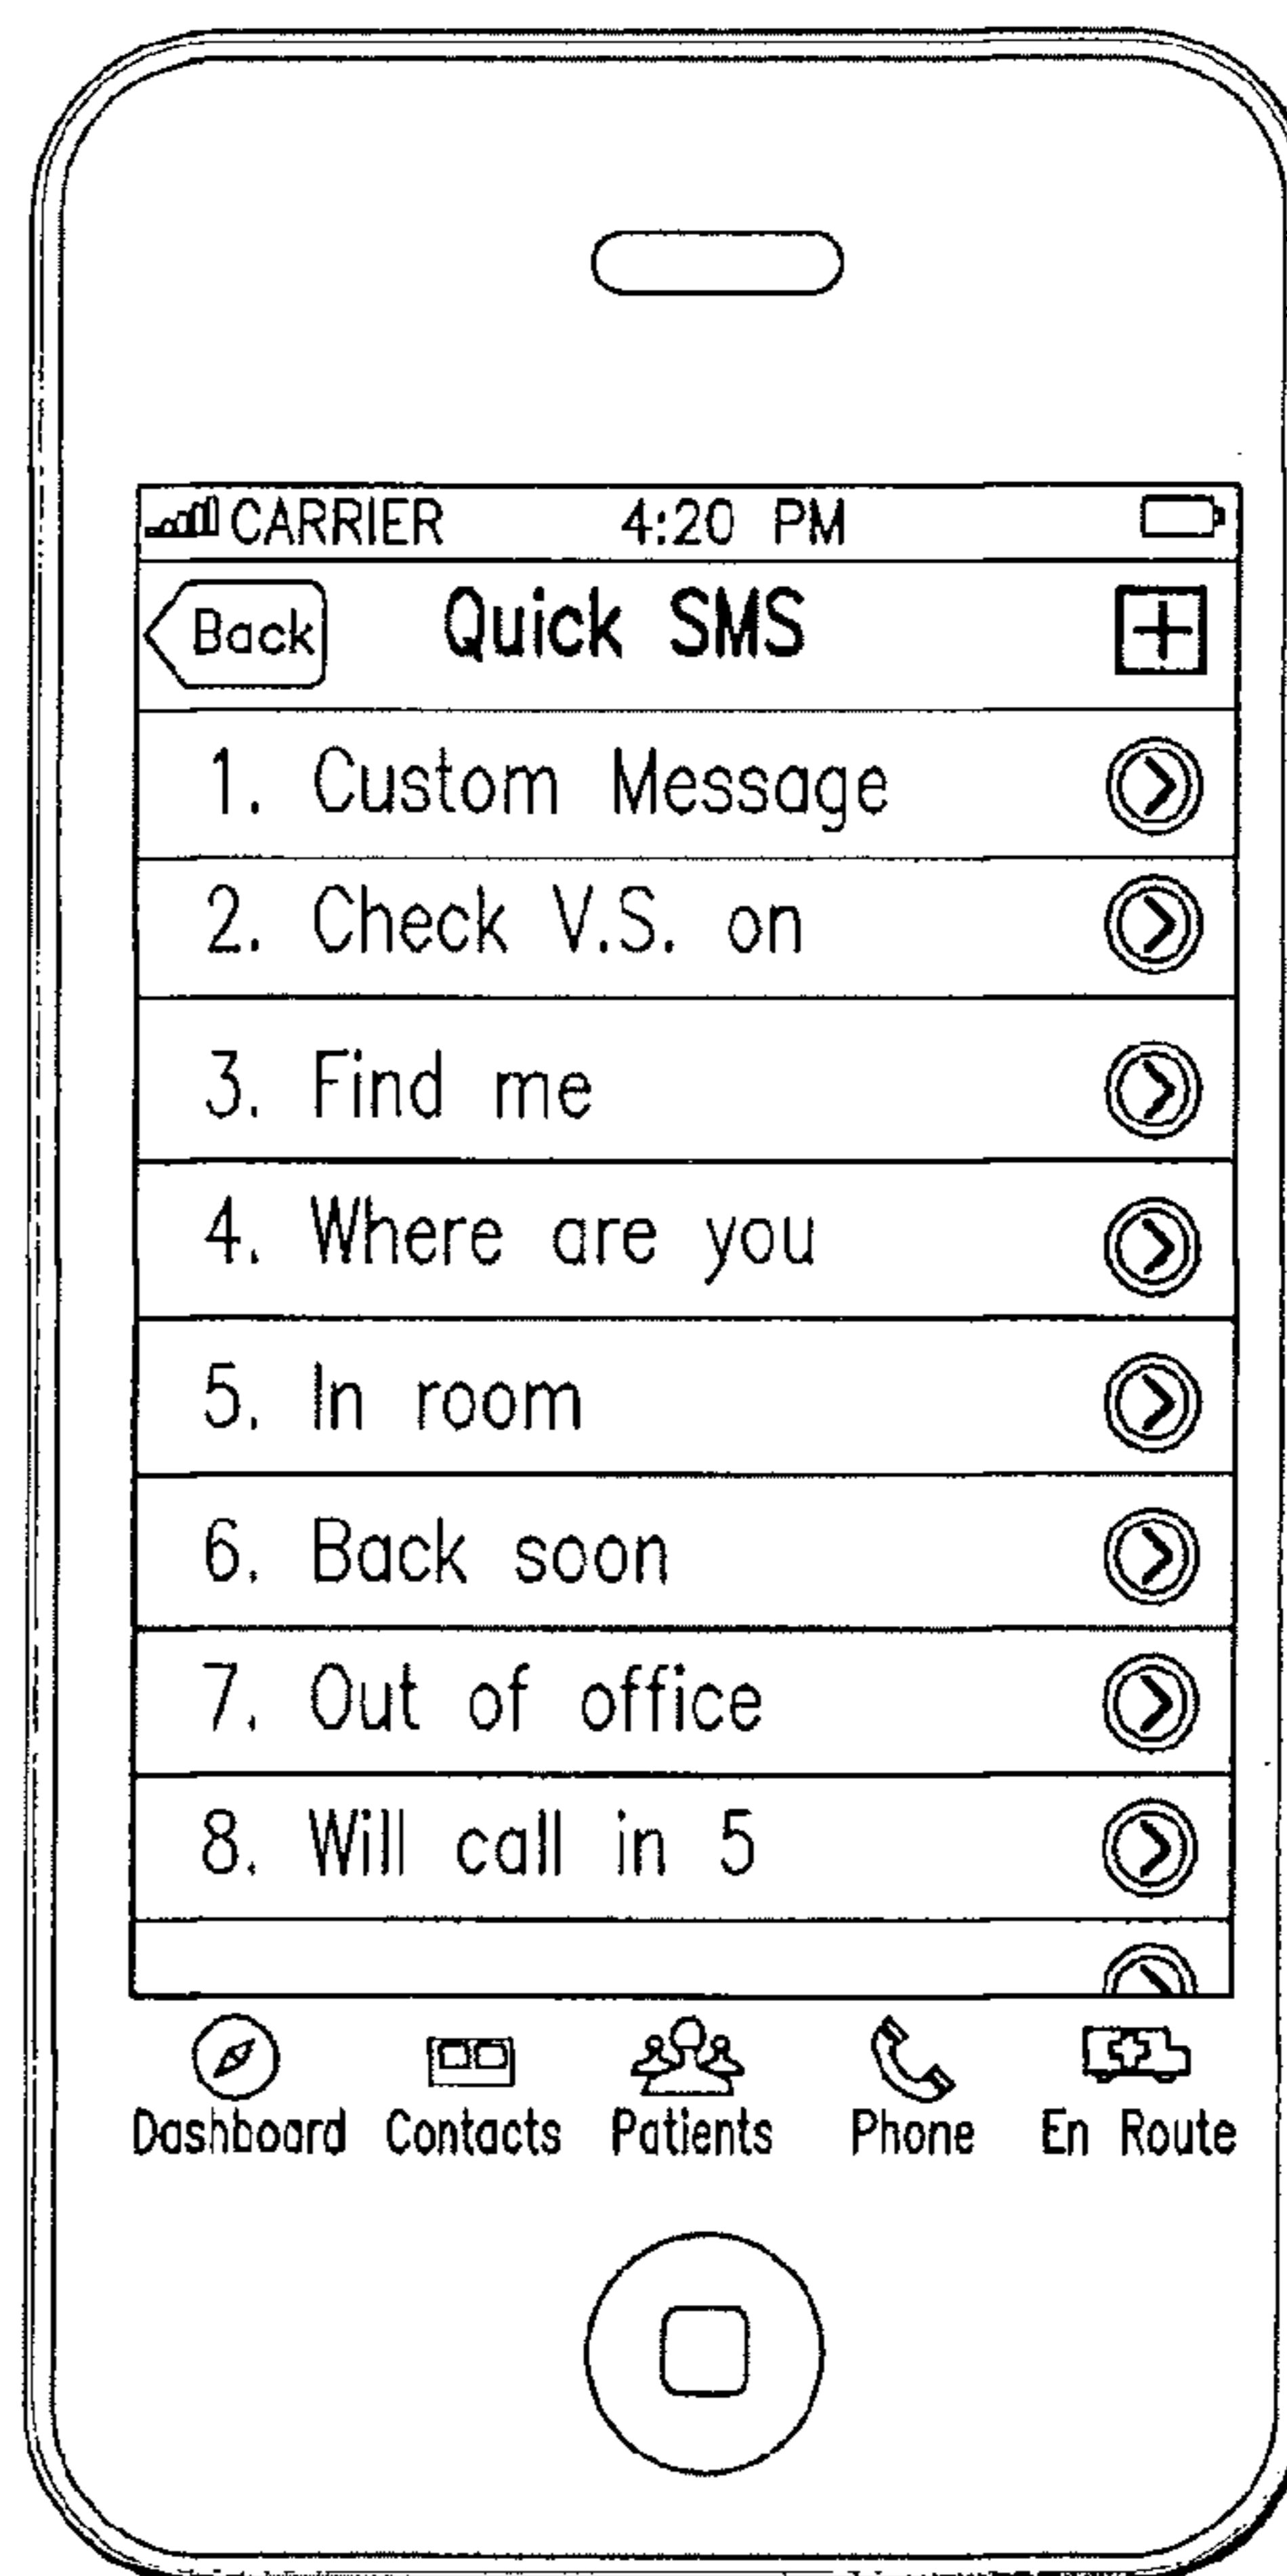 CARRIER 4:20 PM
Back Quick SMS
1. Custom Message
2. Check V.S. on
3. Find me
4. Where are you
5. In room
6. Back soon
7. Out of office
8. Will call in 5
Dashboard Contacts Patients Phone En Route